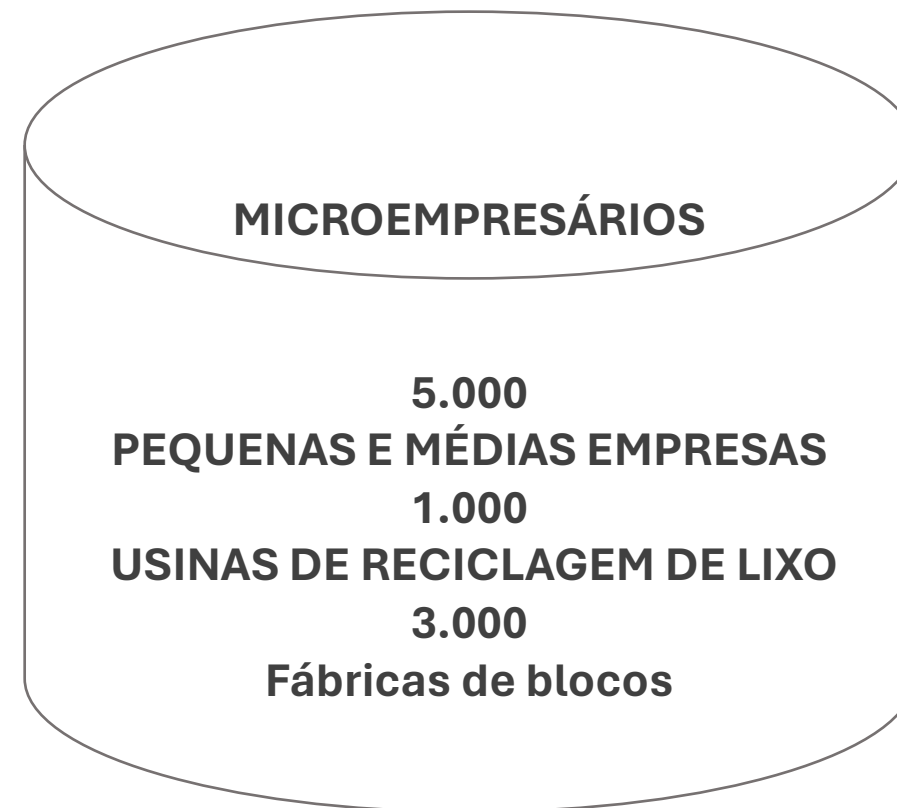 MICROEMPRESÁRIOS
5.000
PEQUENAS E MÉDIAS EMPRESAS
1.000
USINAS DE RECICLAGEM DE LIXO
3.000
Fábricas de blocos